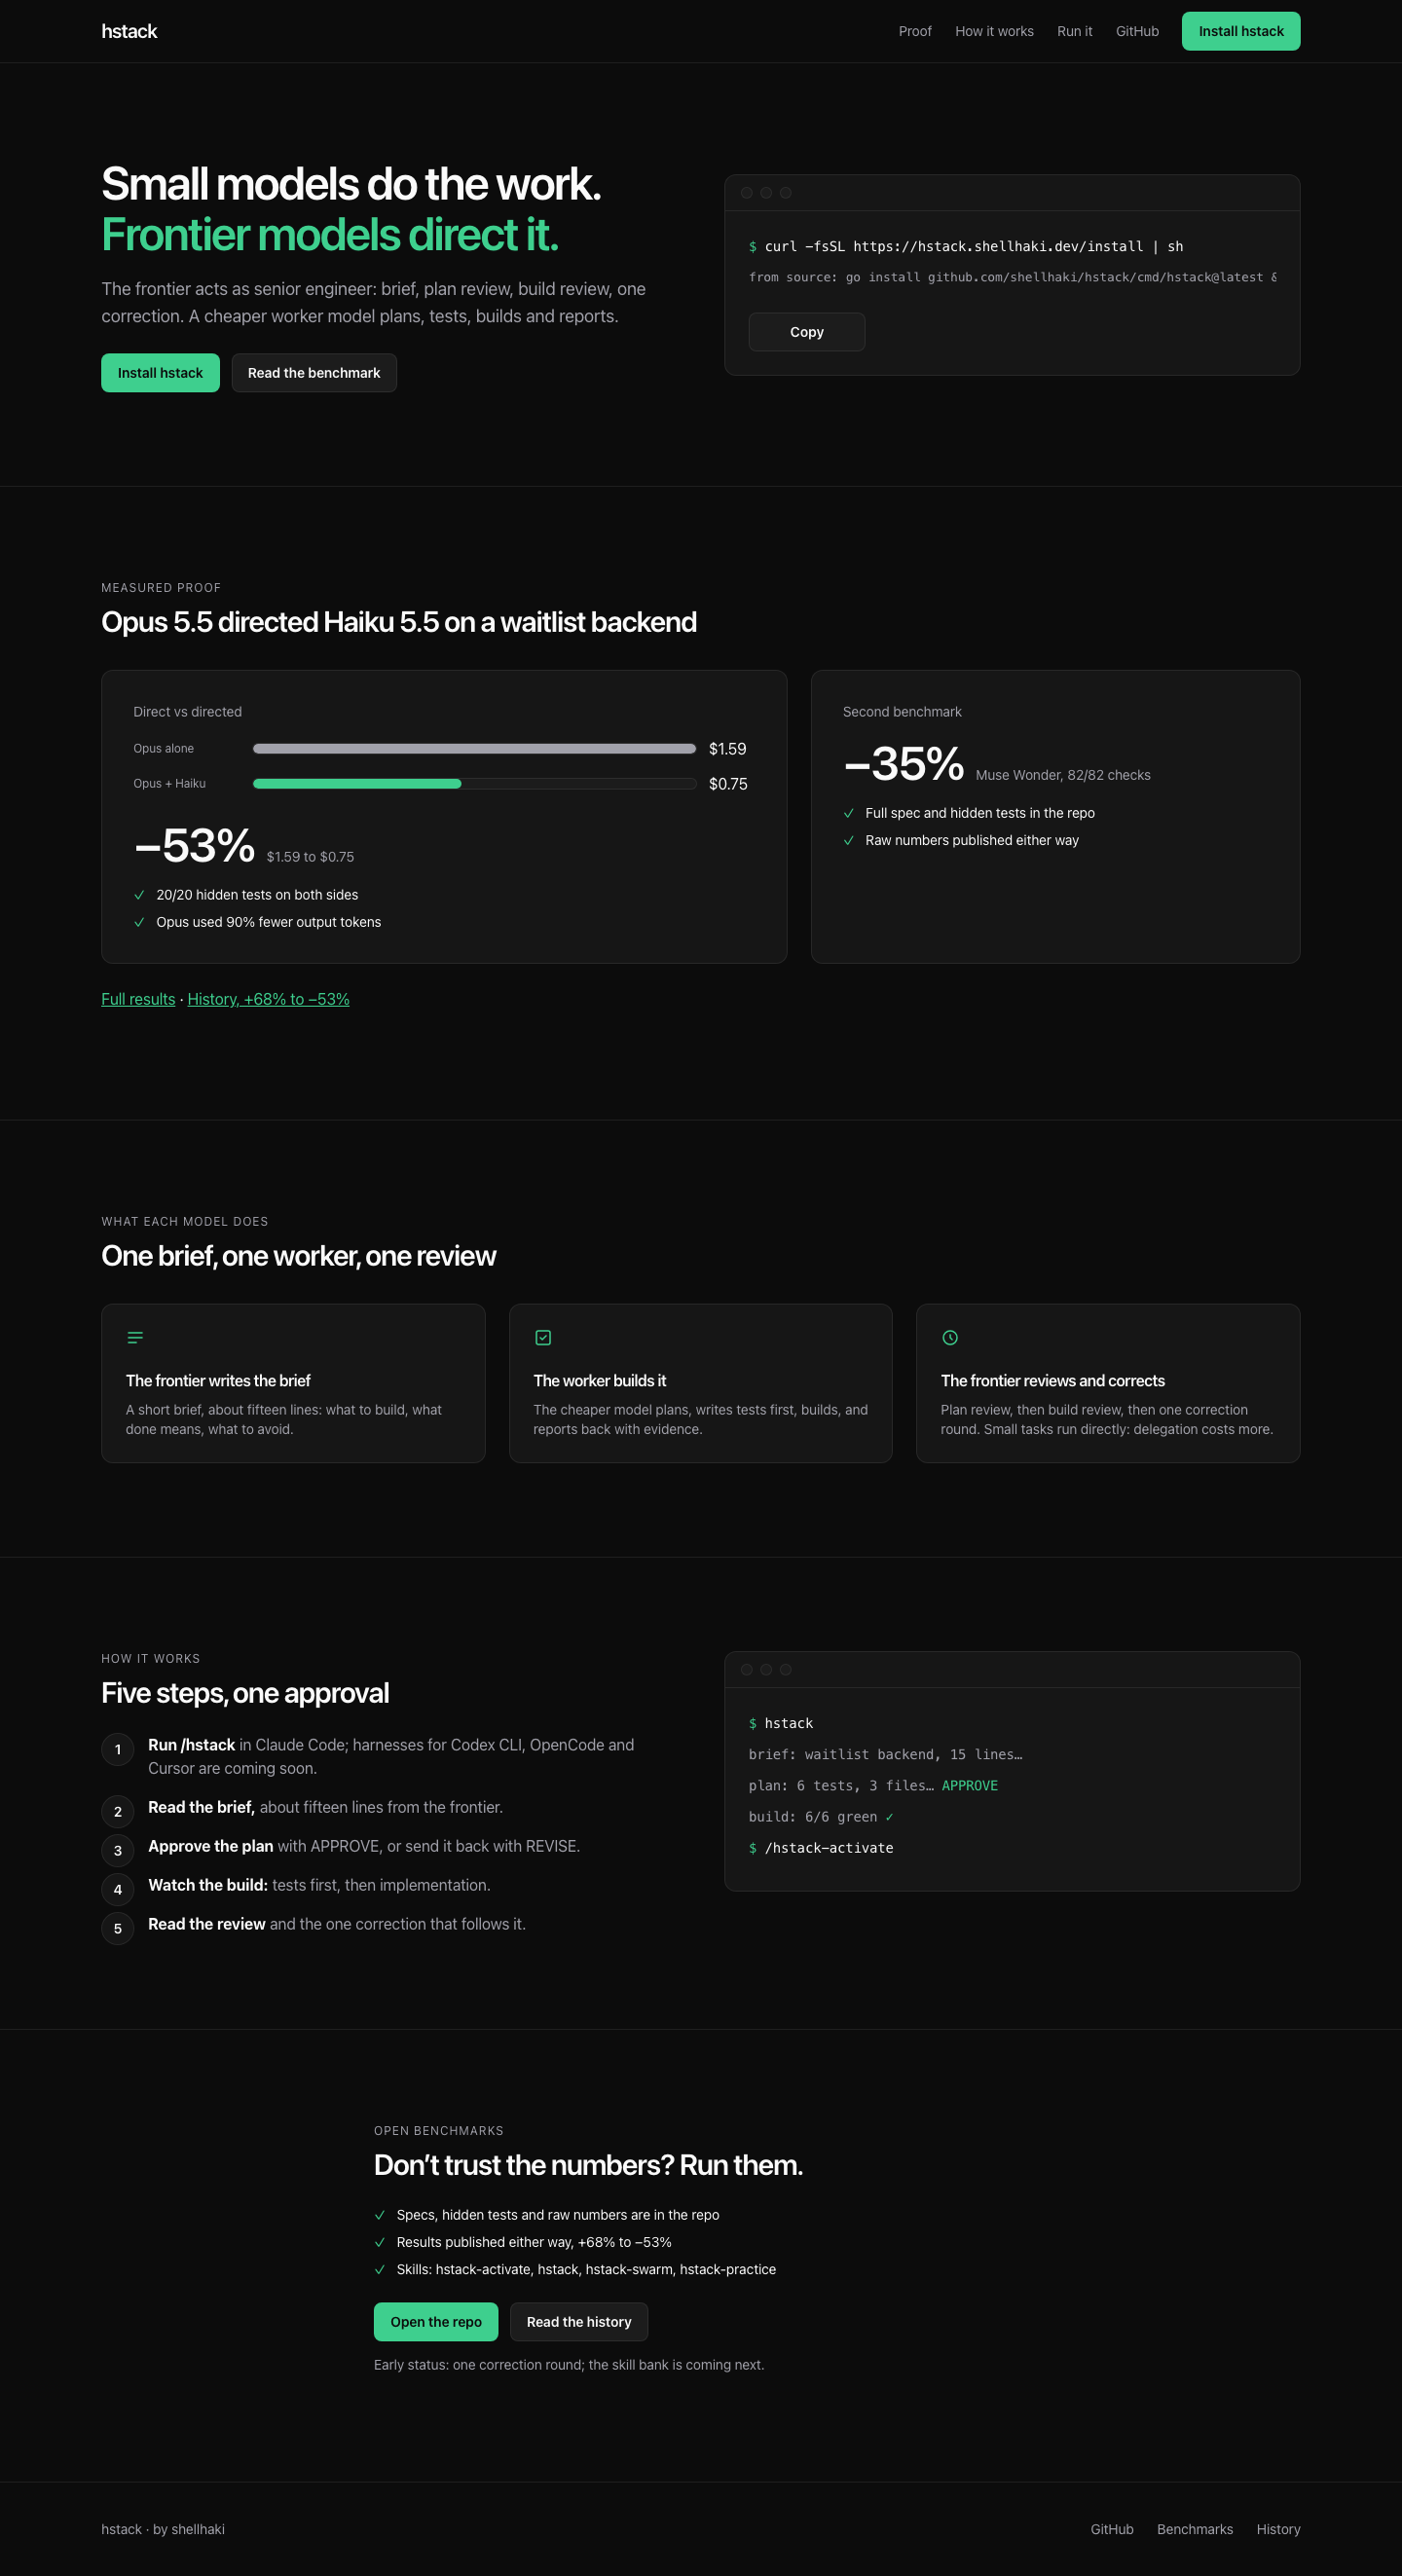 hstack
Proof How it works Run it GitHub Install hstack
Small models do the work.
Frontier models direct it.
The frontier acts as senior engineer: brief, plan review, build review, one
correction. A cheaper worker model plans, tests, builds and reports.
Install hstack Read the benchmark
$ curl -fsSL https://hstack.shellhaki.dev/install | sh
from source: go install github.com/shellhaki/hstack/cmd/hstack@latest &
Copy
MEASURED PROOF
Opus 5.5 directed Haiku 5.5 on a waitlist backend
Direct vs directed
Opus alone $1.59
Opus + Haiku $0.75
−53% $1.59 to $0.75
✓ 20/20 hidden tests on both sides
✓ Opus used 90% fewer output tokens
Second benchmark
−35% Muse Wonder, 82/82 checks
✓ Full spec and hidden tests in the repo
✓ Raw numbers published either way
Full results · History, +68% to −53%
WHAT EACH MODEL DOES
One brief, one worker, one review
The frontier writes the brief
A short brief, about fifteen lines: what to build, what
done means, what to avoid.
The worker builds it
The cheaper model plans, writes tests first, builds, and
reports back with evidence.
The frontier reviews and corrects
Plan review, then build review, then one correction
round. Small tasks run directly: delegation costs more.
HOW IT WORKS
Five steps, one approval
1 Run /hstack in Claude Code; harnesses for Codex CLI, OpenCode and
Cursor are coming soon.
2 Read the brief, about fifteen lines from the frontier.
3 Approve the plan with APPROVE, or send it back with REVISE.
4 Watch the build: tests first, then implementation.
5 Read the review and the one correction that follows it.
$ hstack
brief: waitlist backend, 15 lines…
plan: 6 tests, 3 files… APPROVE
build: 6/6 green ✓
$ /hstack-activate
OPEN BENCHMARKS
Don’t trust the numbers? Run them.
✓ Specs, hidden tests and raw numbers are in the repo
✓ Results published either way, +68% to −53%
✓ Skills: hstack-activate, hstack, hstack-swarm, hstack-practice
Open the repo Read the history
Early status: one correction round; the skill bank is coming next.
hstack · by shellhaki
GitHub Benchmarks History